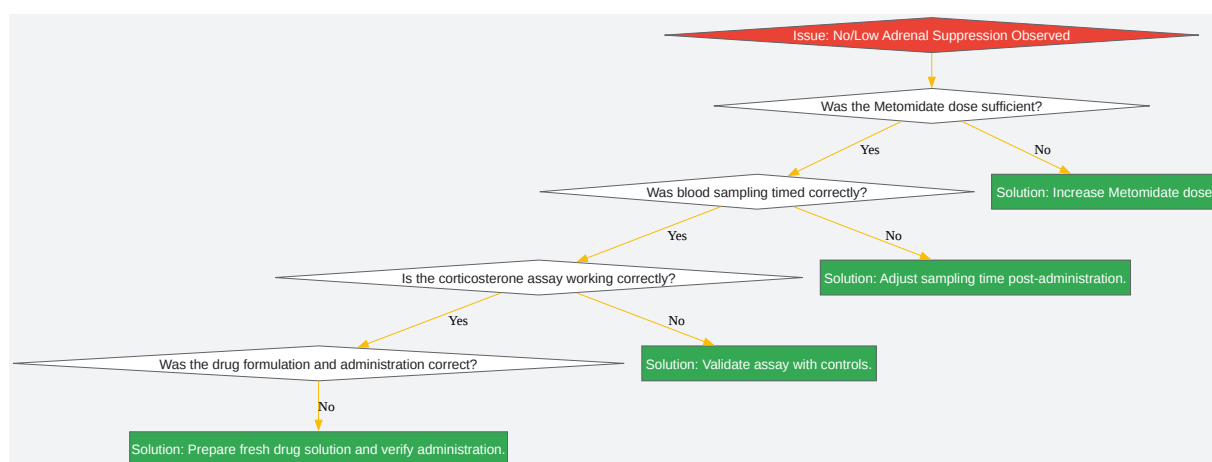 Issue: No/Low Adrenal Suppression Observed
Was the Metomidate dose sufficient?
Yes
No
Was blood sampling timed correctly?
Solution: Increase Metomidate dose
Yes
No
Is the corticosterone assay working correctly?
Solution: Adjust sampling time post-administration.
Yes
No
Was the drug formulation and administration correct?
Solution: Validate assay with controls.
No
Solution: Prepare fresh drug solution and verify administration.